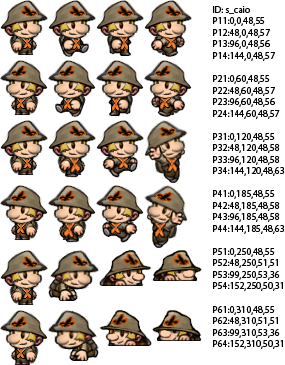 ID: s_caio
P11:0,0,48,55
P12:48,0,48,57
P13:96,0,48,56
P14:144,0,48,57
P21:0,60,48,55
P22:48,60,48,57
P23:96,60,48,56
P24:144,60,48,57
P31:0,120,48,55
P32:48,120,48,58
P33:96,120,48,58
P34:144,120,48,63
P41:0,185,48,55
P42:48,185,48,58
P43:96,185,48,58
P44:144,185,48,63
P51:0,250,48,55
P52:48,250,51,51
P53:99,250,53,36
P54:152,250,50,31
P61:0,310,48,55
P62:48,310,51,51
P63:99,310,53,36
P64:152,310,50,31